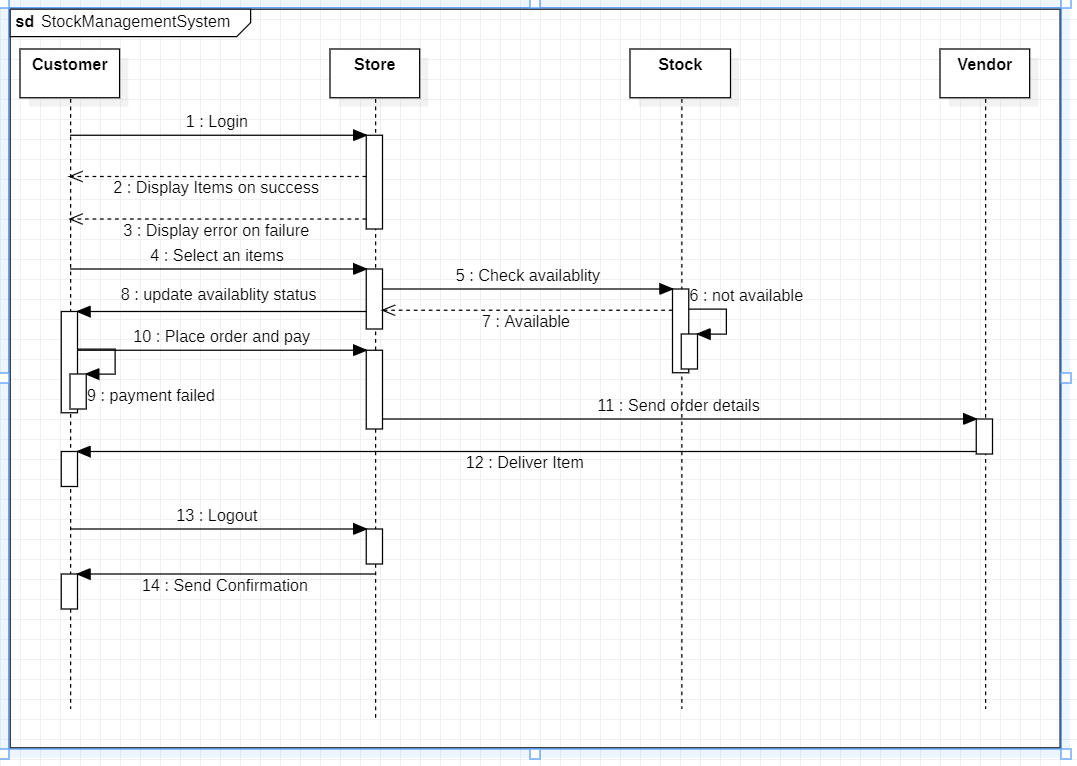 sd StockManagementSystem
Customer
Store
Stock
Vendor
1 : Login
2 : Display Items on success
3 : Display error on failure
4 : Select an items
5 : Check availablity
6 : not available
8 : update availablity status
7 : Available
10 : Place order and pay
9 : payment failed
11 : Send order details
12 : Deliver Item
13 : Logout
14 : Send Confirmation